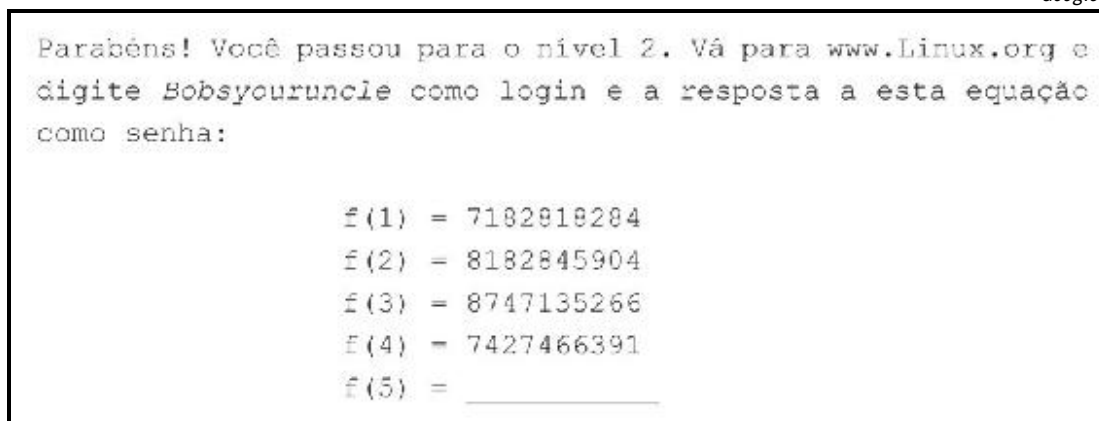 Parabéns! Você passou para o nível 2. Vá para www.Linux.org e
digite Bobsyouruncle como login e a resposta a esta equação
como senha:
f(1) = 7182818284
f(2) = 8182845904
f(3) = 8747135266
f(4) = 7427466391
f(5) = __________